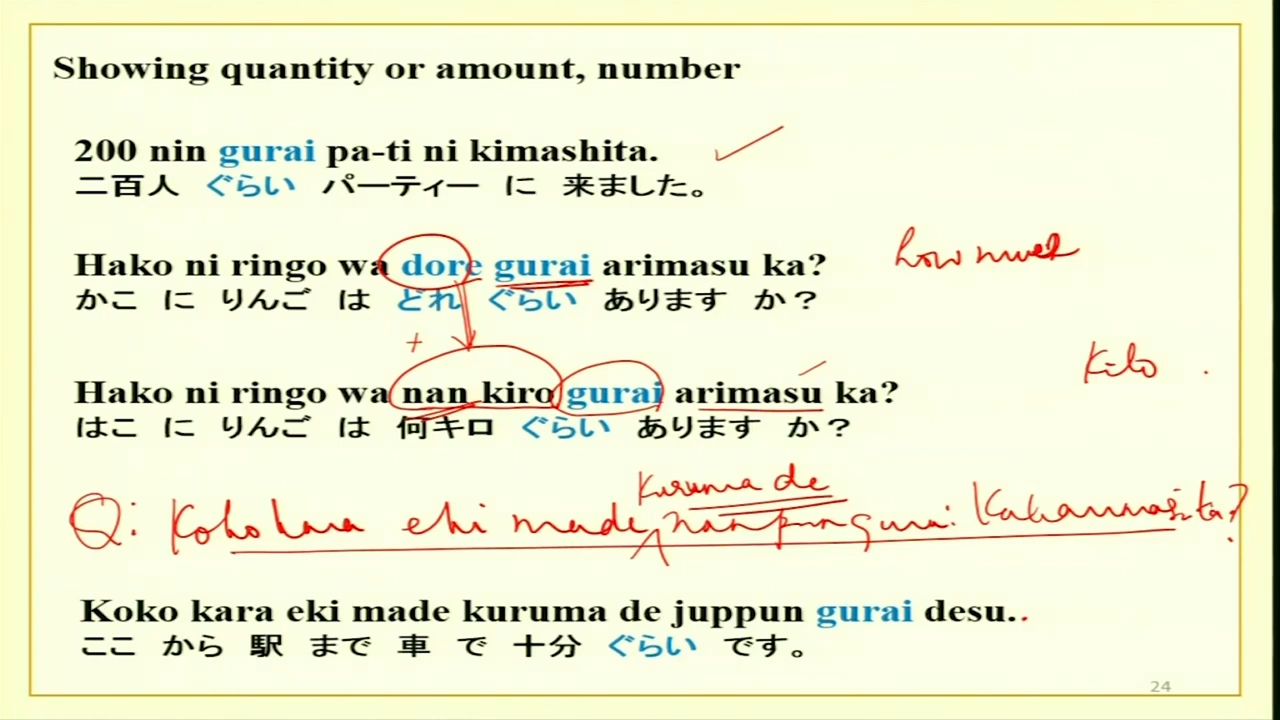 Showing quantity or amount, number
200 nin gurai pa-ti ni kimashita.
二百人 ぐらい パーティー に 来ました。
Hako ni ringo wa dore gurai arimasu ka? how much
かこ に りんご は どれ ぐらい あります か？
+
Hako ni ringo wa nan kiro gurai arimasu ka? Kilo .
はこ に りんご は 何キロ ぐらい あります か？
Kuruma de
Q: Koko kara eki made nanpun gurai
Koko kara eki made kuruma de juppun gurai desu..
ここ から 駅 まで 車 で 十分 ぐらい です。
24